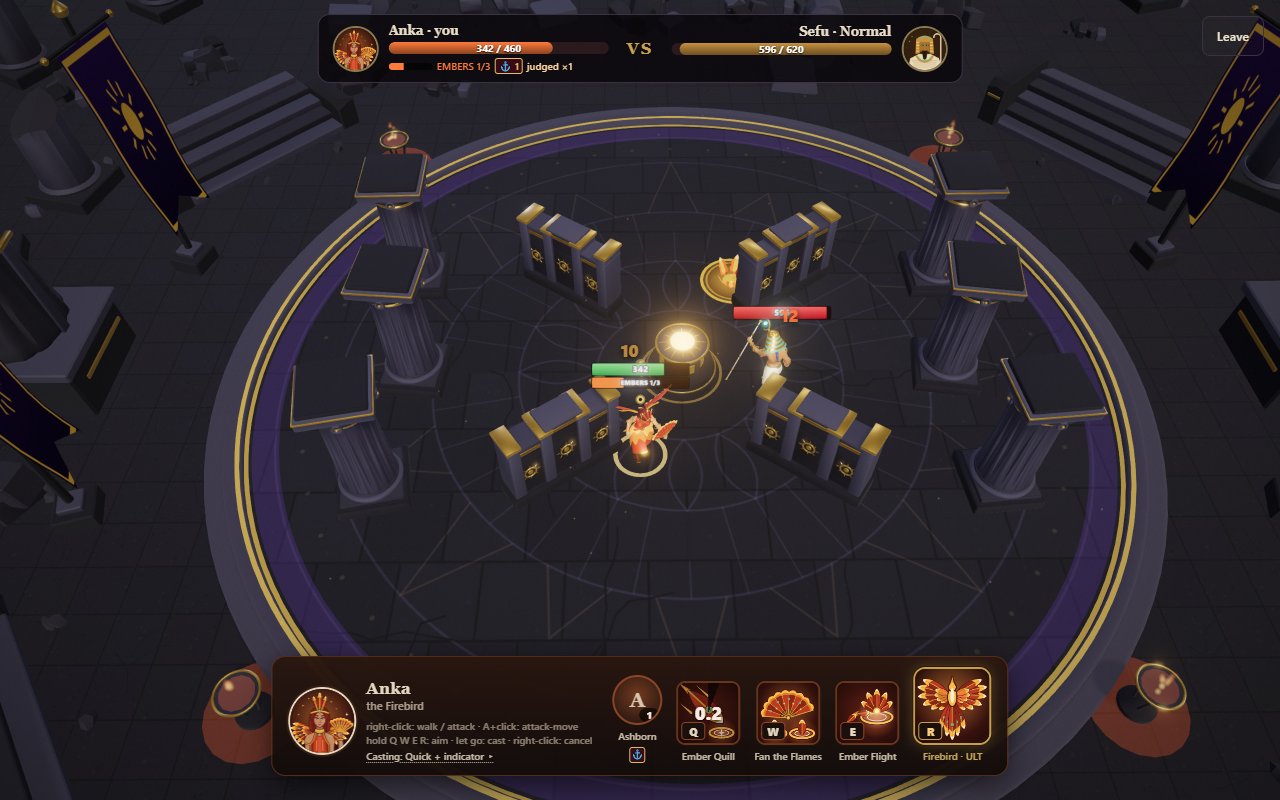 Anka · you
342 / 460
EMBERS 1/3
1
judged ×1
VS
Sefu · Normal
596 / 620
Leave
12
10
342
EMBERS 1/3
Anka
the Firebird
right-click: walk / attack · A+click: attack-move
hold Q W E R: aim · let go: cast · right-click: cancel
Casting: Quick + indicator ▸
A
1
Ashborn
0.2
Q
Ember Quill
W
Fan the Flames
E
Ember Flight
R
Firebird · ULT